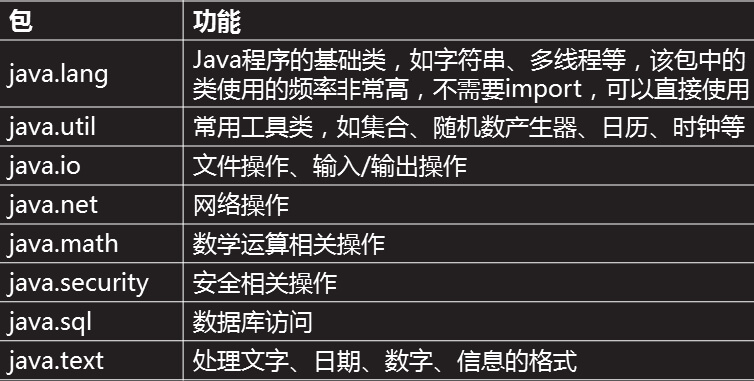 包 功能
java.lang Java程序的基础类，如字符串、多线程等，该包中的
类使用的频率非常高，不需要import，可以直接使用
java.util 常用工具类，如集合、随机数产生器、日历、时钟等
java.io 文件操作、输入/输出操作
java.net 网络操作
java.math 数学运算相关操作
java.security 安全相关操作
java.sql 数据库访问
java.text 处理文字、日期、数字、信息的格式